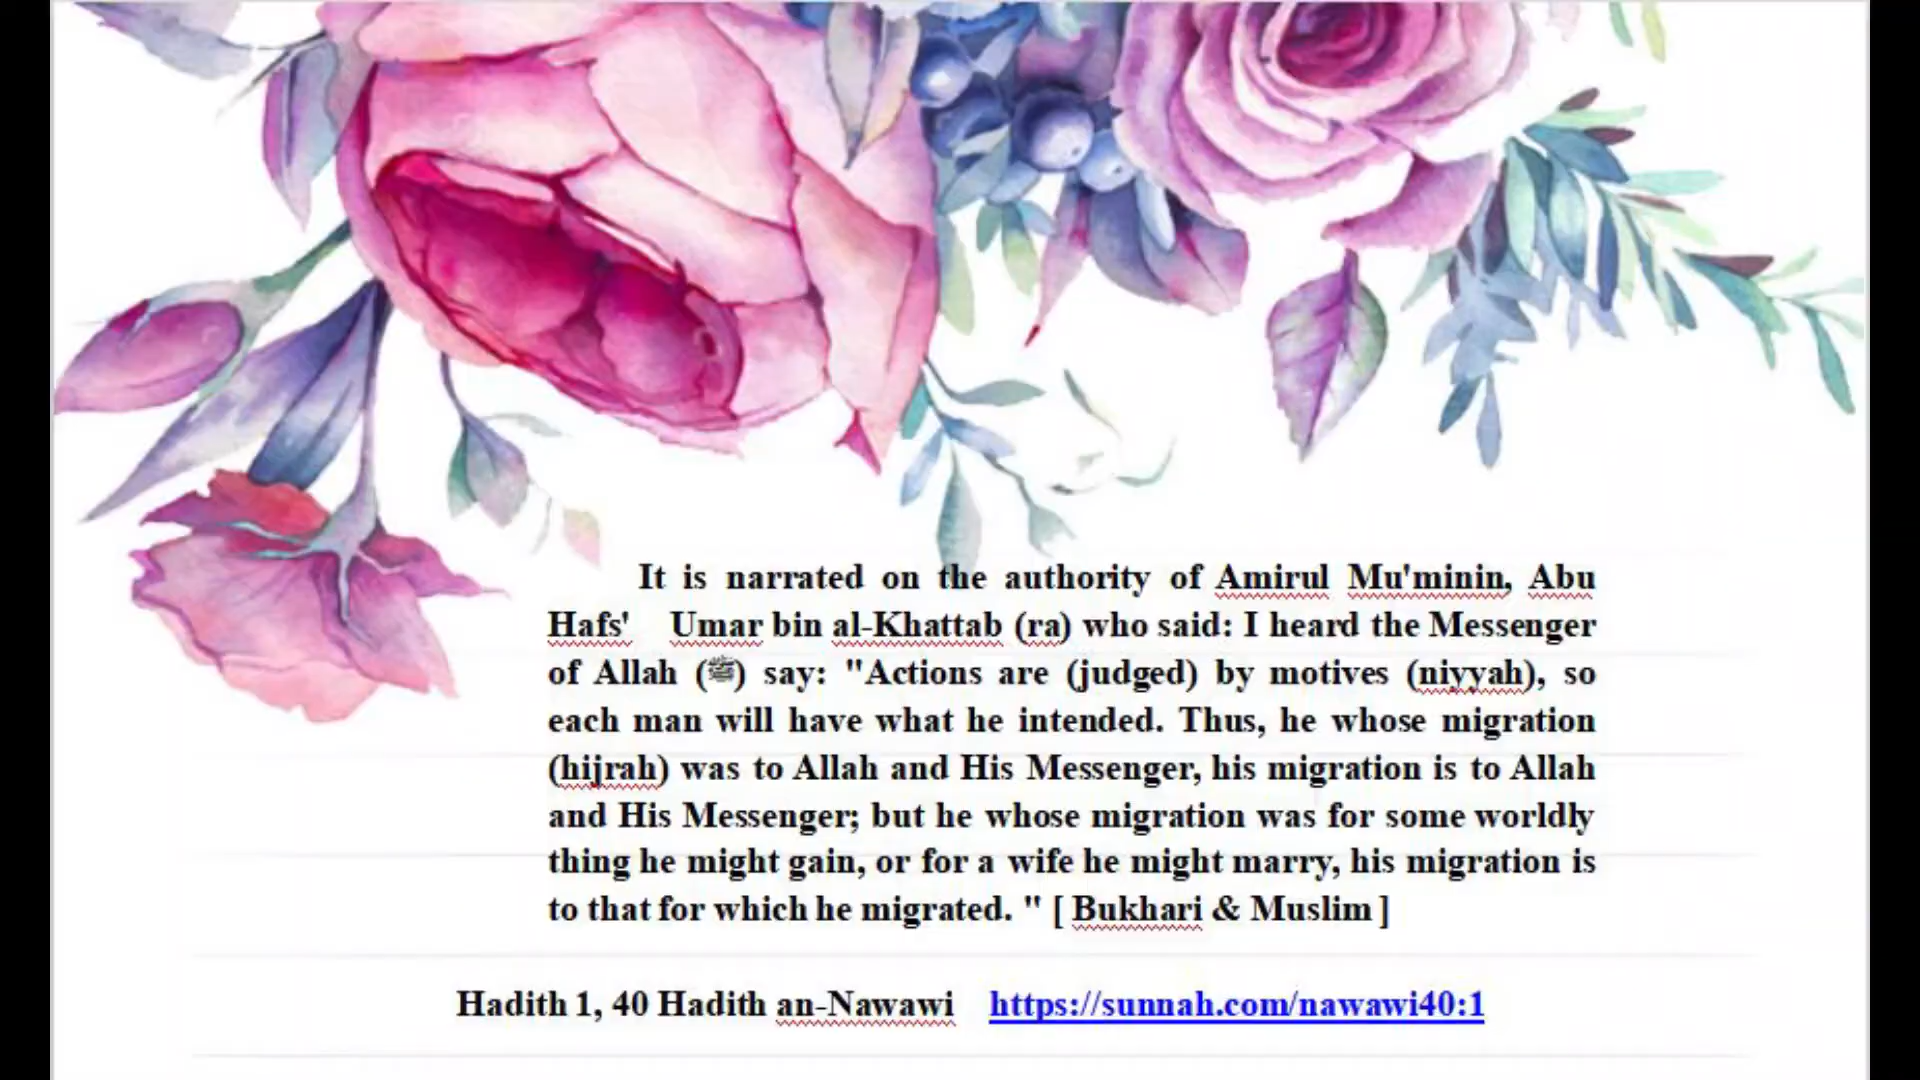 It is narrated on the authority of Amirul Mu'minin, Abu
Hafs' Umar bin al-Khattab (ra) who said: I heard the Messenger
of Allah (ﷺ) say: "Actions are (judged) by motives (niyyah), so
each man will have what he intended. Thus, he whose migration
(hijrah) was to Allah and His Messenger, his migration is to Allah
and His Messenger; but he whose migration was for some worldly
thing he might gain, or for a wife he might marry, his migration is
to that for which he migrated. " [ Bukhari & Muslim ]
Hadith 1, 40 Hadith an-Nawawi https://sunnah.com/nawawi40:1